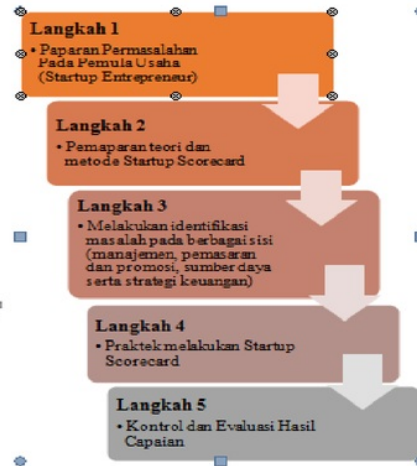 Langkah 1
• Paparan Permasalahan
Pada Pemula Usaha
(Startup Entrepreneur)
Langkah 2
• Pemaparan teori dan
metode Startup Scorecard
Langkah 3
• Melakukan identifikasi
masalah pada berbagai sisi
(manajemen, pemasaran
dan promosi, sumber daya
serta strategi keuangan)
Langkah 4
• Praktek melakukan Startup
Scorecard
Langkah 5
• Kontrol dan Evaluasi Hasil
Capaian